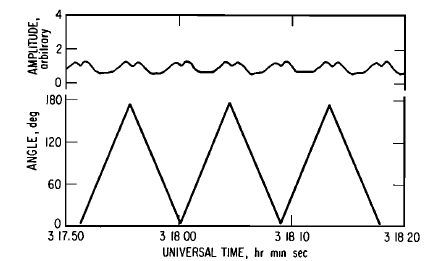 4
2
0
AMPLITUDE,
arbitrary
180
120
60
0
ANGLE, deg
3 17.50 3 18 00 3 18 10 3 18 20
UNIVERSAL TIME, hr min sec